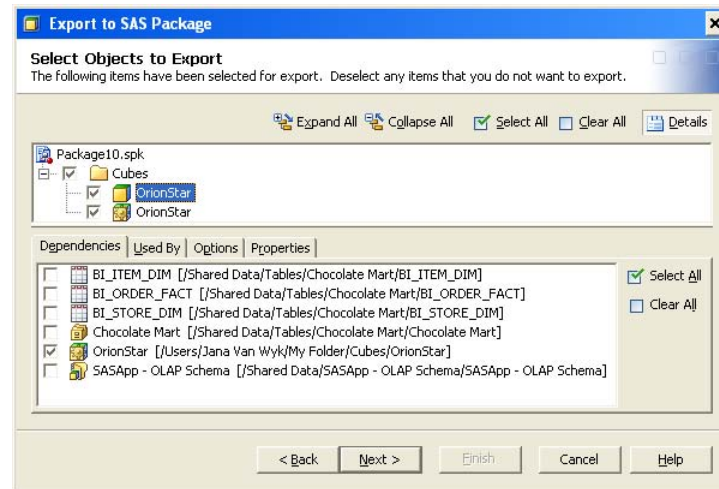 Export to SAS Package
Select Objects to Export
The following items have been selected for export. Deselect any items that you do not want to export.
Expand All Collapse All Select All Clear All Details
Package10.spk
Cubes
OrionStar
OrionStar
Dependencies Used By Options Properties
BI_ITEM_DIM [/Shared Data/Tables/Chocolate Mart/BI_ITEM_DIM]
BI_ORDER_FACT [/Shared Data/Tables/Chocolate Mart/BI_ORDER_FACT]
BI_STORE_DIM [/Shared Data/Tables/Chocolate Mart/BI_STORE_DIM]
Chocolate Mart [/Shared Data/Tables/Chocolate Mart/Chocolate Mart]
OrionStar [/Users/Jana Van Wyk/My Folder/Cubes/OrionStar]
SASApp - OLAP Schema [/Shared Data/SASApp - OLAP Schema/SASApp - OLAP Schema]
Select All
Clear All
< Back Next > Finish Cancel Help